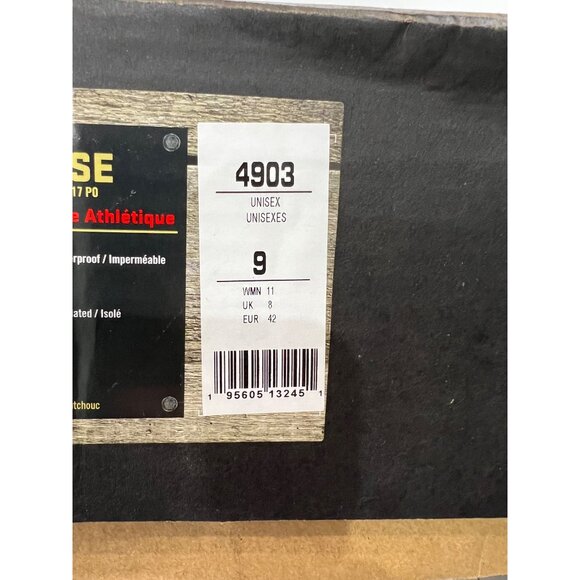 SE
17 PO
e Athlétique
rproof / Imperméable
ated / Isolé
tchouc
4903
UNISEX
UNISEXES
9
WMN 11
UK 8
EUR 42
1 95605 13245 1